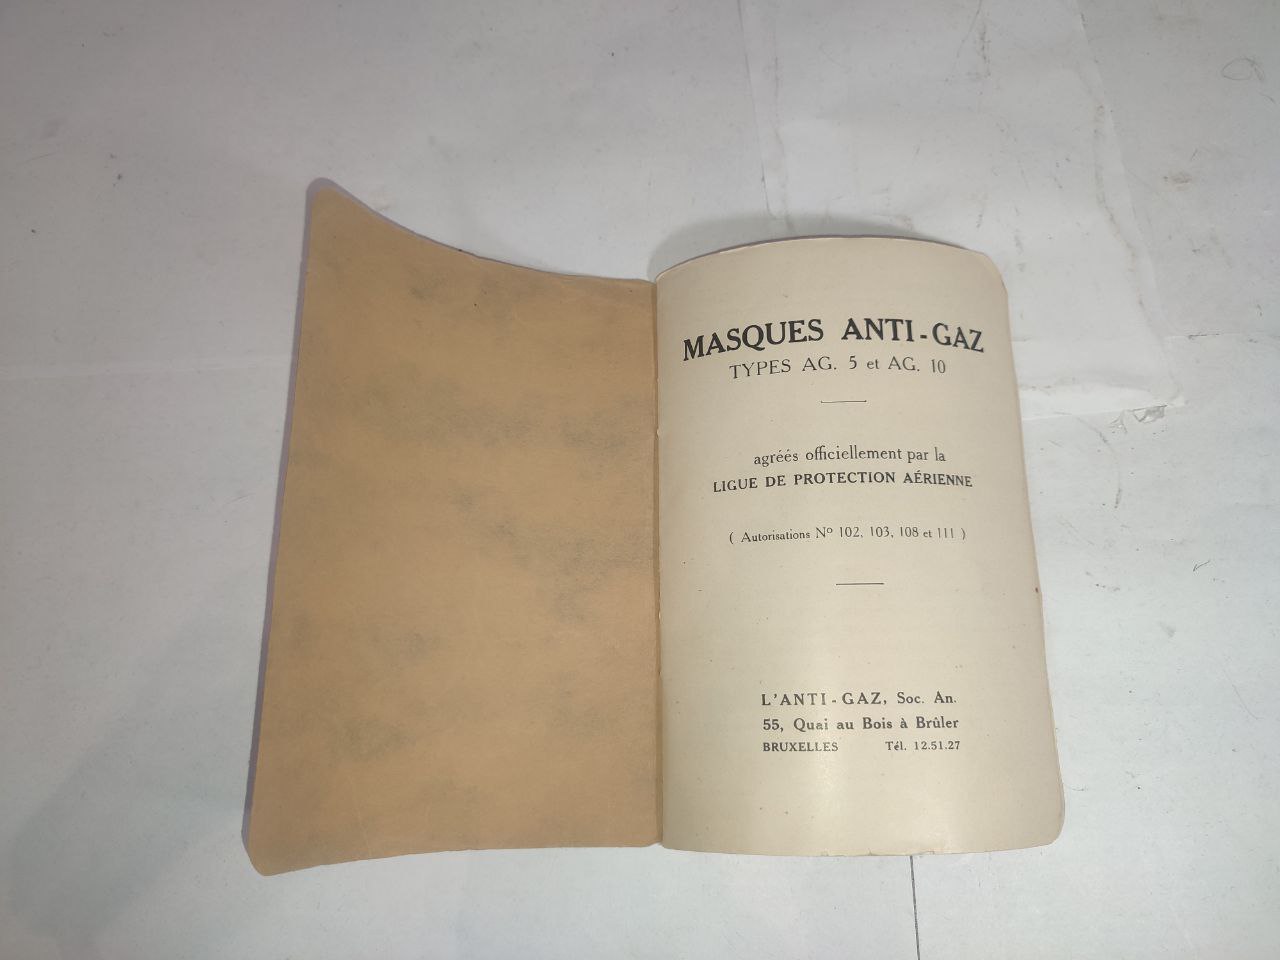 MASQUES ANTI-GAZ
TYPES AG. 5 et AG. 10
agréés officiellement par la
LIGUE DE PROTECTION AÉRIENNE
( Autorisations Nº 102, 103, 108 et 111 )
L'ANTI-GAZ, Soc. An.
55, Quai au Bois à Brûler
BRUXELLES Tél. 12.51.27